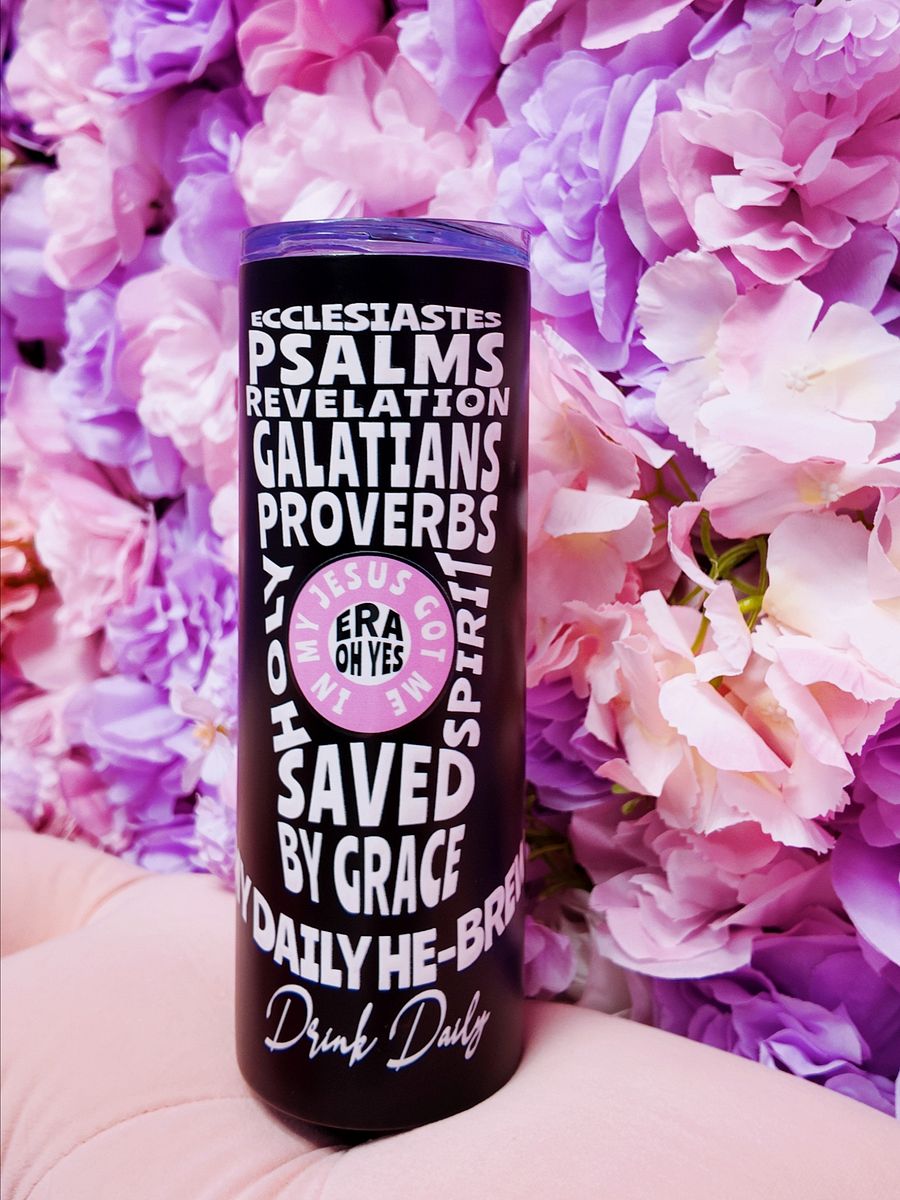 ECCLESIASTES
PSALMS
REVELATION
GALATIANS
PROVERBS
HOLY
SPIRIT
MY JESUS GOT ME IN
ERA
OH YES
SAVED
BY GRACE
DAILY HE-BREW
Drink Daily